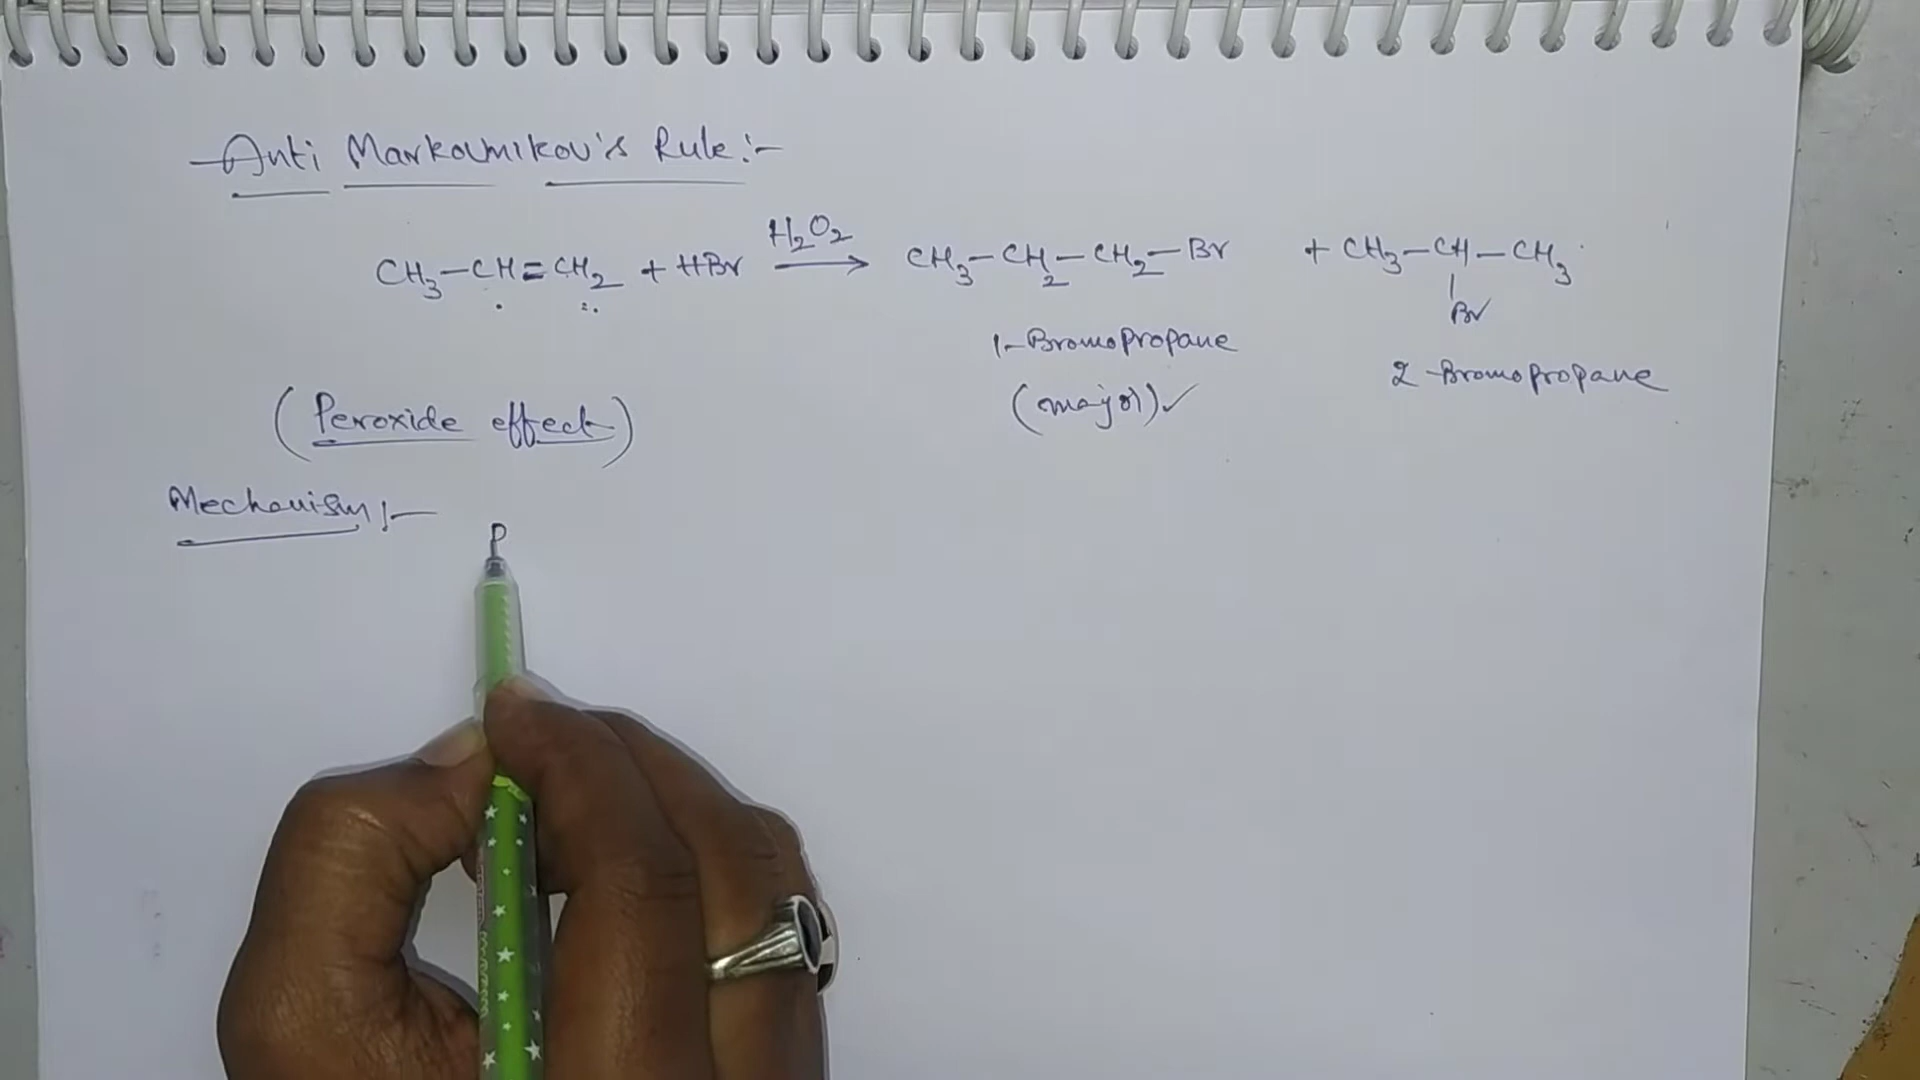 Anti Markovnikov's Rule:-
CH₃-CH=CH₂ + HBr H₂O₂ → CH₃-CH₂-CH₂-Br + CH₃-CH-CH₃
Br
1-Bromopropane
2-Bromopropane
(major)✓
(Peroxide effect)
Mechanism:-
P